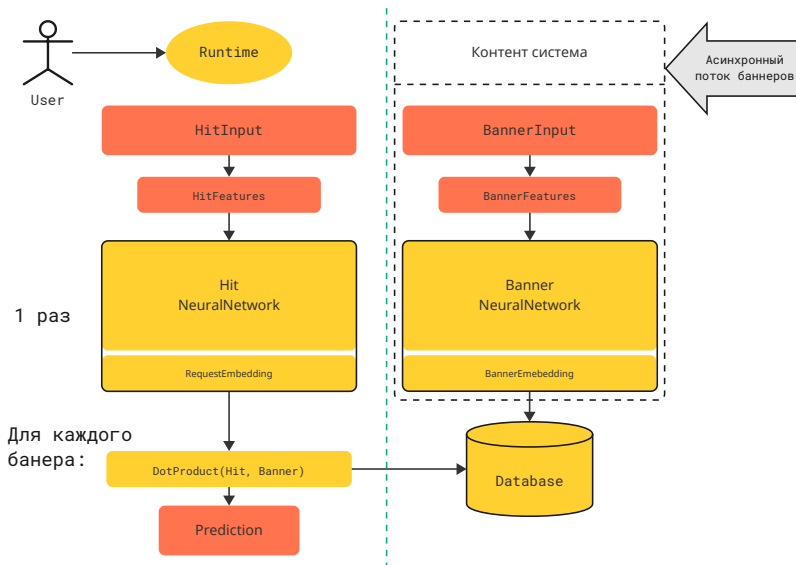 User
Runtime
Контент система
Асинхронный
поток баннеров
HitInput
HitFeatures
BannerInput
BannerFeatures
1 раз
Hit
NeuralNetwork
RequestEmbedding
Banner
NeuralNetwork
BannerEmebedding
Для каждого
банера:
DotProduct(Hit, Banner)
Prediction
Database